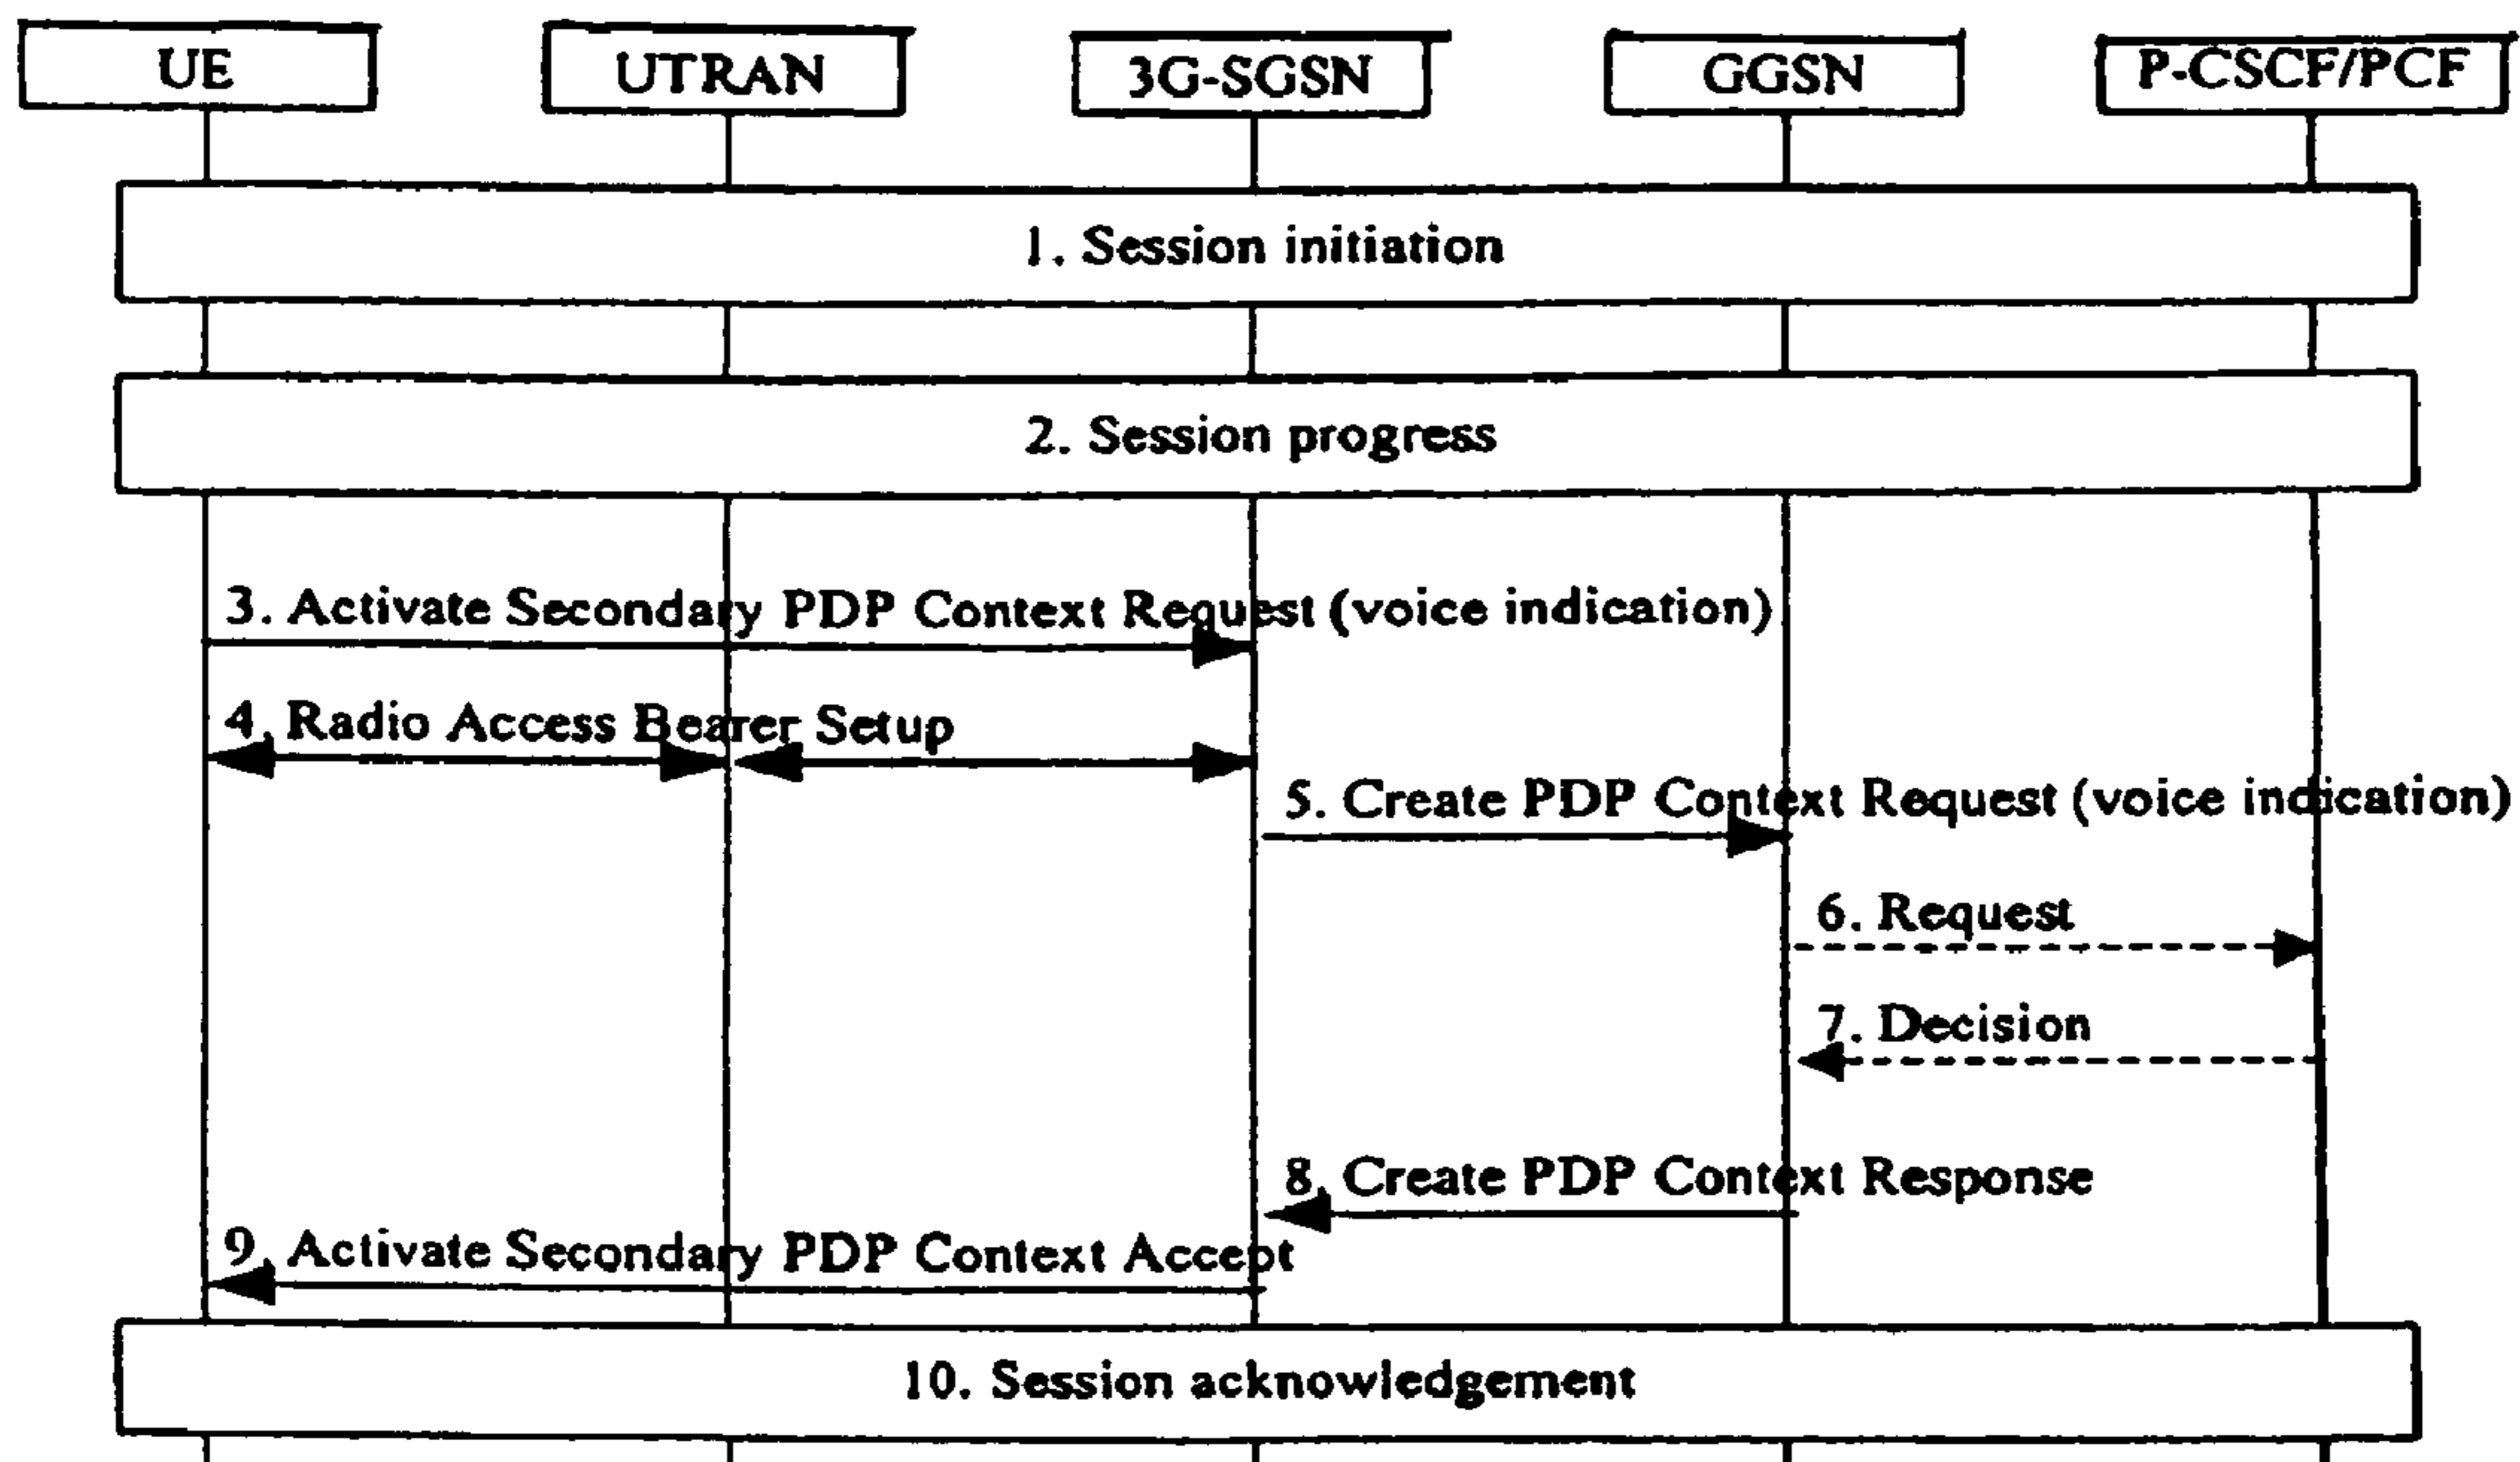 UE
UTRAN
3G-SGSN
GGSN
P-CSCF/PCF
1. Session initiation
2. Session progress
3. Activate Secondary PDP Context Request (voice indication)
4. Radio Access Bearer Setup
5. Create PDP Context Request (voice indication)
6. Request
7. Decision
8. Create PDP Context Response
9. Activate Secondary PDP Context Accept
10. Session acknowledgement